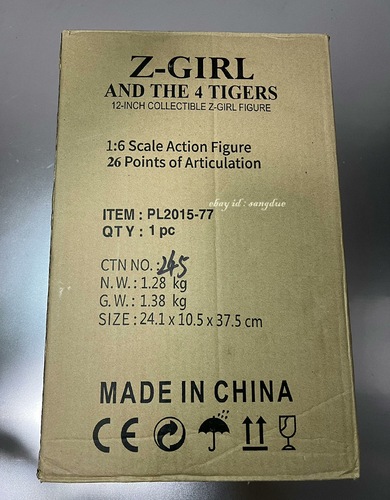 Z-GIRL
AND THE 4 TIGERS
12-INCH COLLECTIBLE Z-GIRL FIGURE
1:6 Scale Action Figure
26 Points of Articulation
ebay id : sangduo
ITEM : PL2015-77
QTY : 1 pc
CTN NO. : 245
N.W. : 1.28 kg
G.W. : 1.38 kg
SIZE : 24.1 x 10.5 x 37.5 cm
MADE IN CHINA
CE